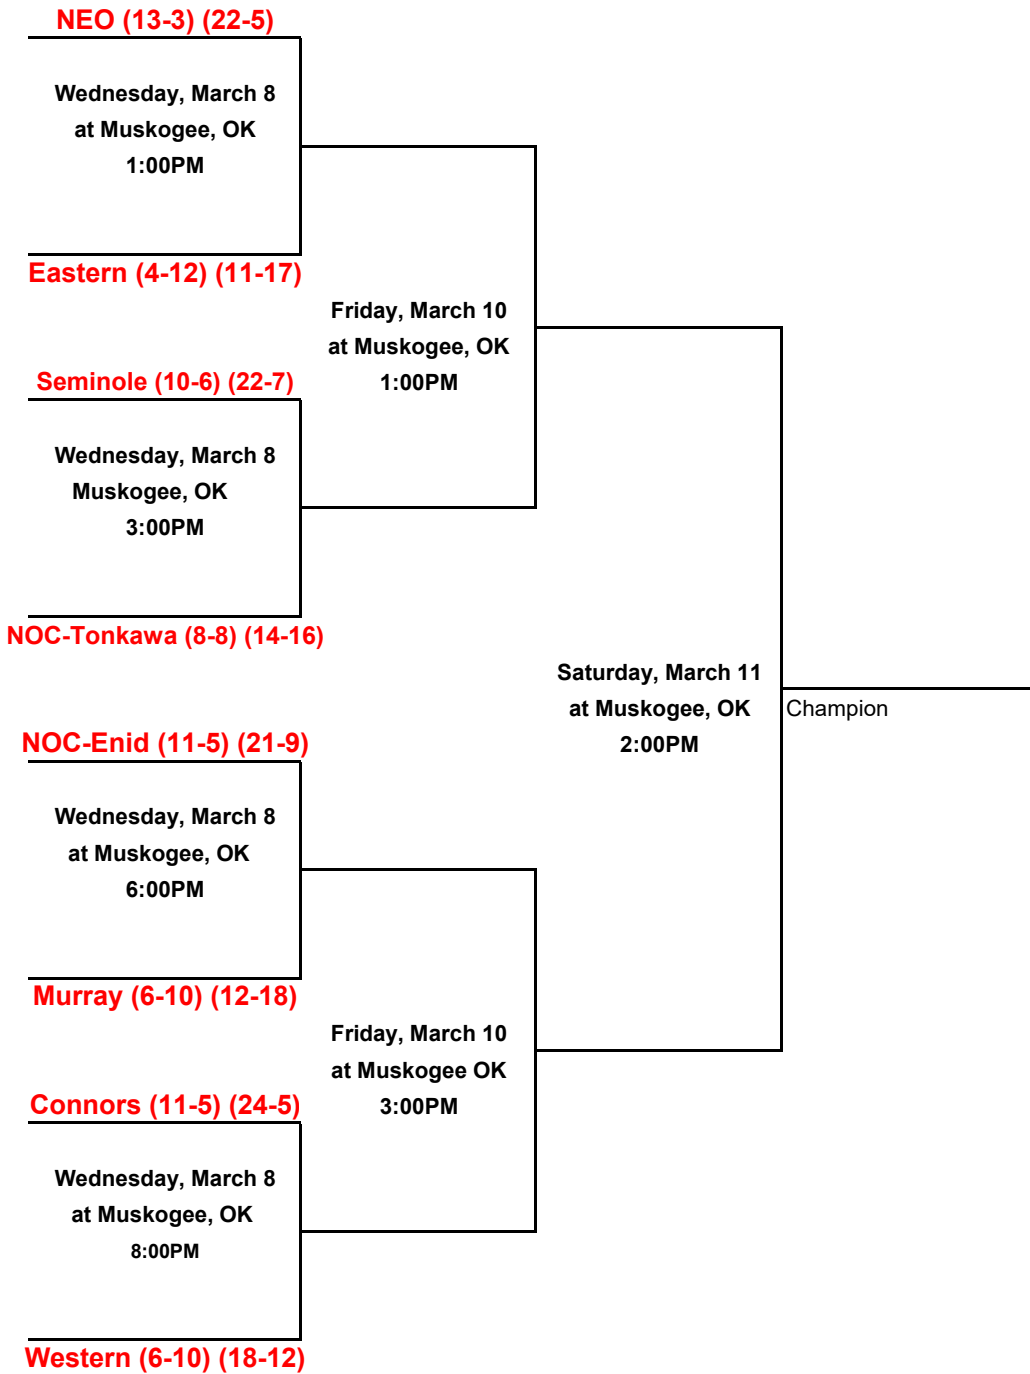 NEO (13-3) (22-5)
Wednesday, March 8
at Muskogee, OK
1:00PM
Eastern (4-12) (11-17)
Friday, March 10
at Muskogee, OK
1:00PM
Seminole (10-6) (22-7)
Wednesday, March 8
Muskogee, OK
3:00PM
NOC-Tonkawa (8-8) (14-16)
Saturday, March 11
at Muskogee, OK
2:00PM
Champion
NOC-Enid (11-5) (21-9)
Wednesday, March 8
at Muskogee, OK
6:00PM
Murray (6-10) (12-18)
Friday, March 10
at Muskogee OK
3:00PM
Connors (11-5) (24-5)
Wednesday, March 8
at Muskogee, OK
8:00PM
Western (6-10) (18-12)